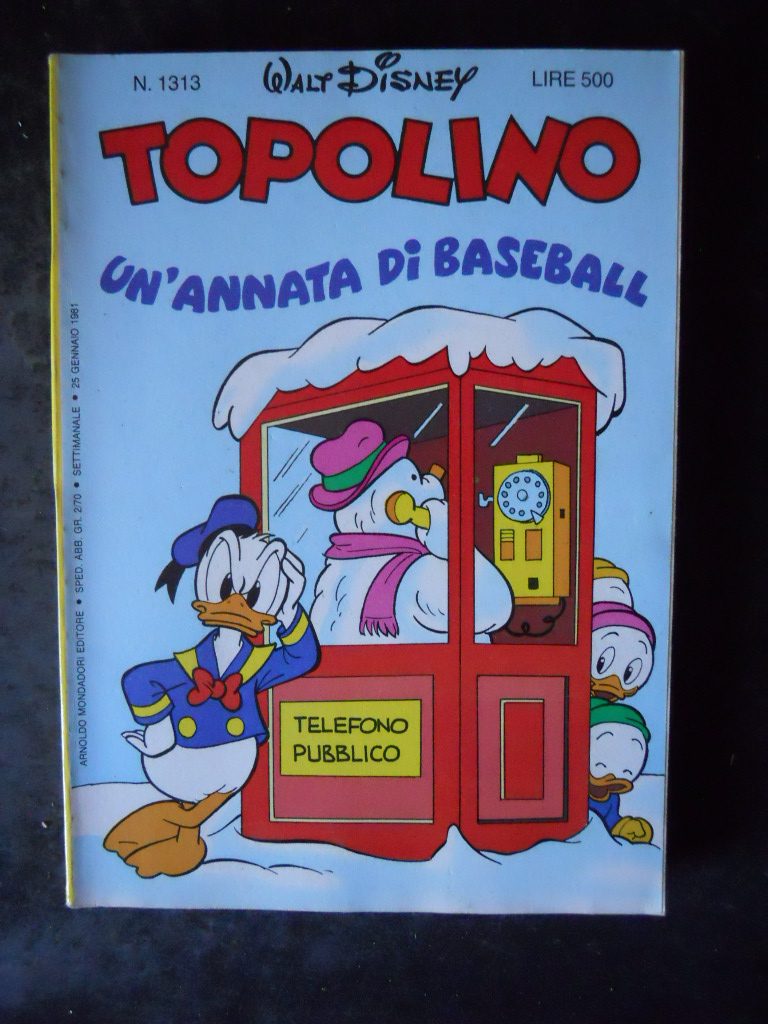 N. 1313
WALT DISNEY
LIRE 500
TOPOLINO
UN'ANNATA Di BASEBALL
ARNOLDO MONDADORI EDITORE • SPED. ABB. GR. 2/70 • SETTIMANALE • 25 GENNAIO 1981
TELEFONO
PUBBLICO